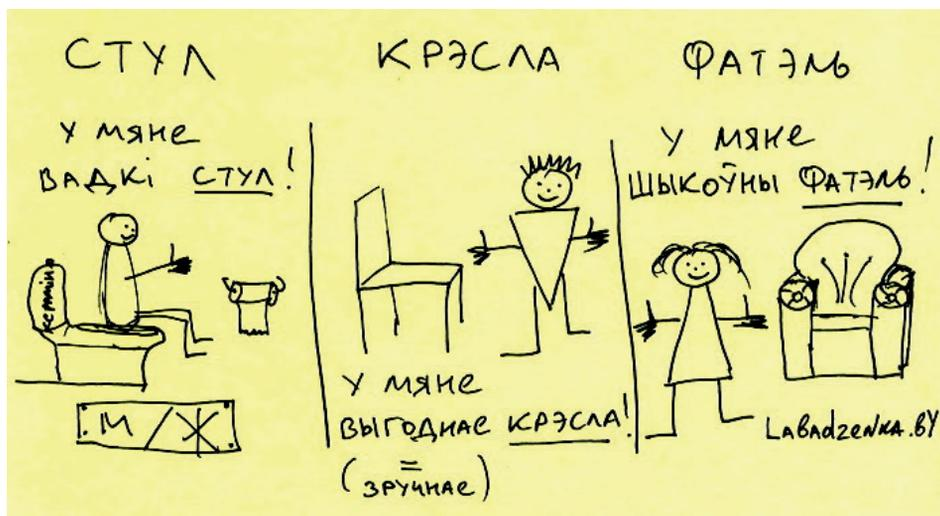 СТУЛ
У МЯНЕ
ВАДКІ СТУЛ!
М/Ж
КРЭСЛА
У МЯНЕ
ВЫГОДНАЕ КРЭСЛА!
(=
ЗРУЧНАЕ)
ФАТЭЛЬ
У МЯНЕ
ШЫКОЎНЫ ФАТЭЛЬ!
LABADZENKA.BY